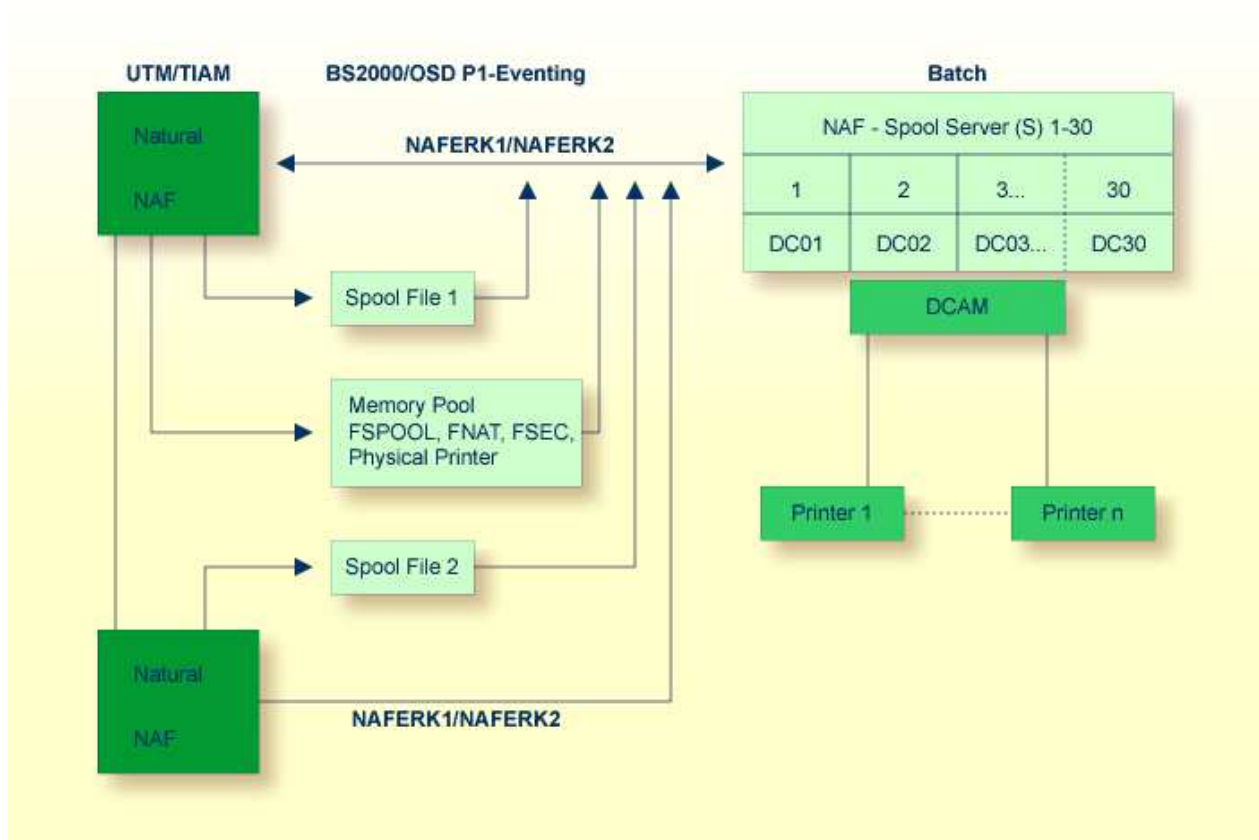 UTM/TIAM
BS2000/OSD P1-Eventing
Batch
Natural
NAF
NAFERK1/NAFERK2
NAF - Spool Server (S) 1-30
1
2
3...
30
DC01
DC02
DC03...
DC30
DCAM
Spool File 1
Memory Pool
FSPOOL, FNAT, FSEC,
Physical Printer
Printer 1
Printer n
Spool File 2
Natural
NAF
NAFERK1/NAFERK2